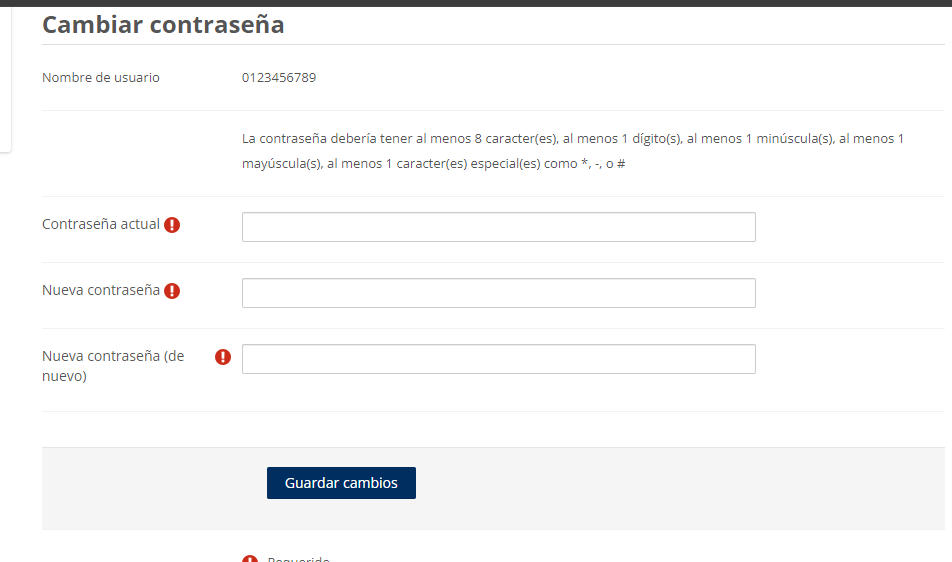 Cambiar contraseña
Nombre de usuario 0123456789
La contraseña debería tener al menos 8 caracter(es), al menos 1 dígito(s), al menos 1 minúscula(s), al menos 1
mayúscula(s), al menos 1 caracter(es) especial(es) como *, -, o #
Contraseña actual
Nueva contraseña
Nueva contraseña (de
nuevo)
Guardar cambios
Requerido